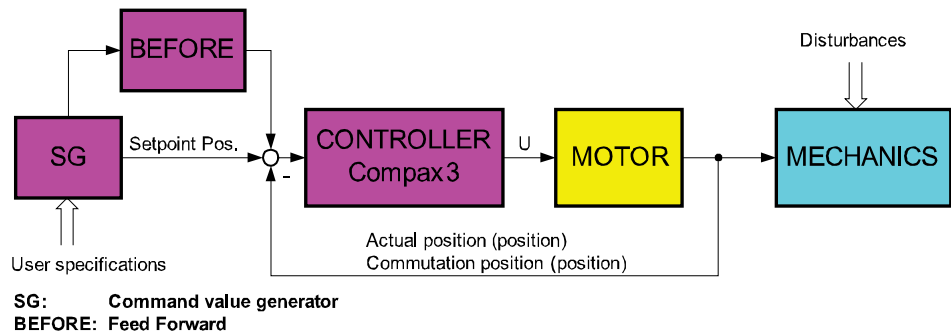 BEFORE
Disturbances
SG
Setpoint Pos.
-
CONTROLLER
Compax3
U
MOTOR
MECHANICS
Actual position (position)
Commutation position (position)
User specifications
SG: Command value generator
BEFORE: Feed Forward